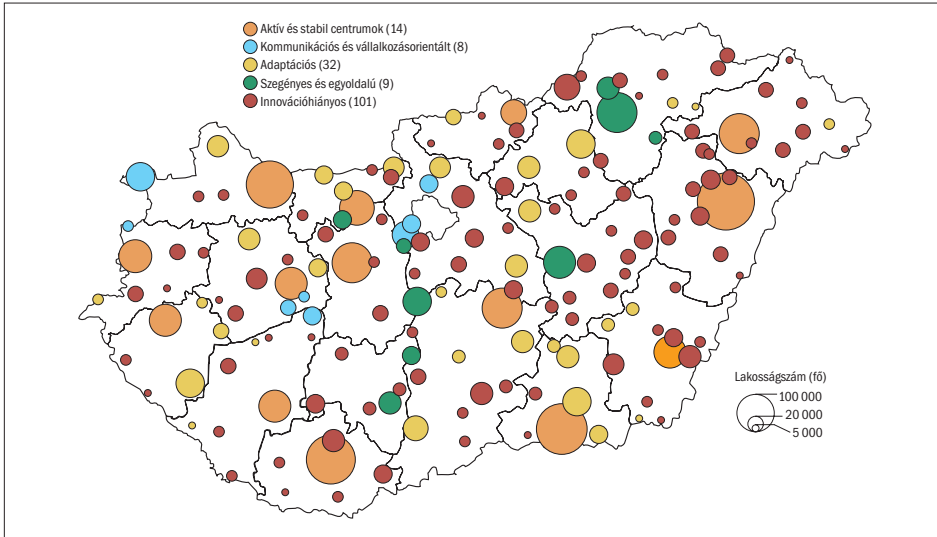 Aktív és stabil centrumok (14)
Kommunikációs és vállalkozásorientált (8)
Adaptációs (32)
Szegényes és egyoldalú (9)
Innovációhiányos (101)
Lakosságszám (fő)
100 000
20 000
5 000